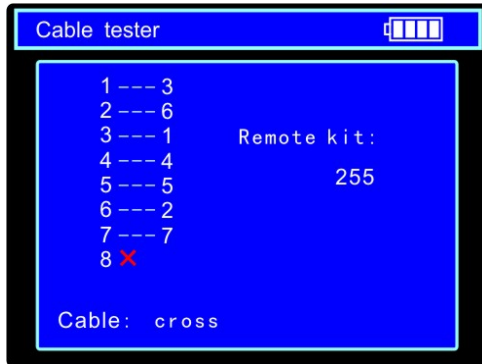 Cable tester
1 --- 3
2 --- 6
3 --- 1
4 --- 4
5 --- 5
6 --- 2
7 --- 7
8 ×
Remote kit:
255
Cable: cross